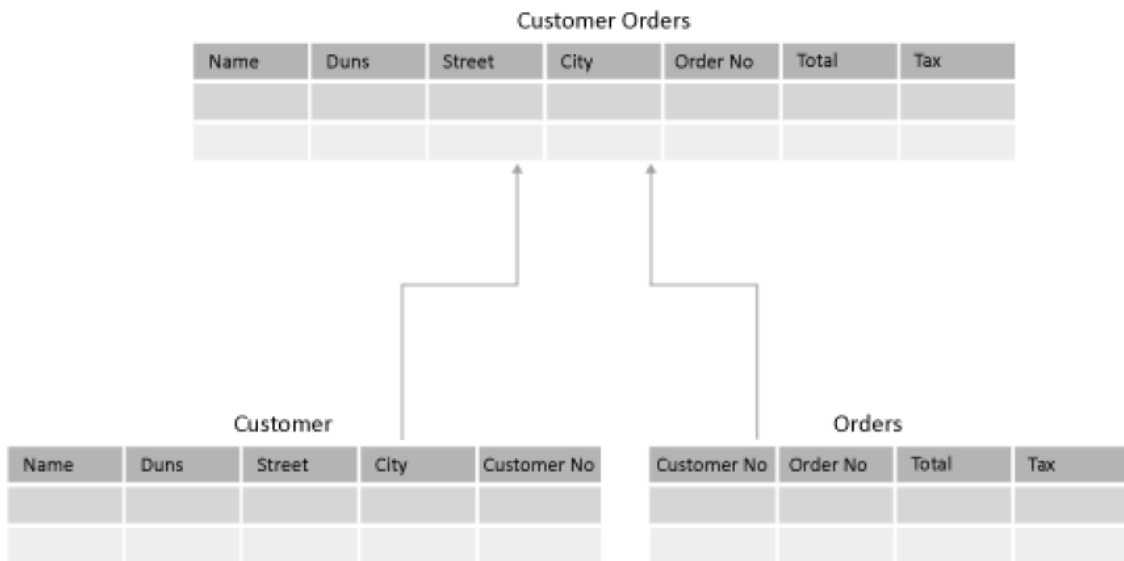 Customer Orders
Name Duns Street City Order No Total Tax
Customer
Name Duns Street City Customer No
Orders
Customer No Order No Total Tax